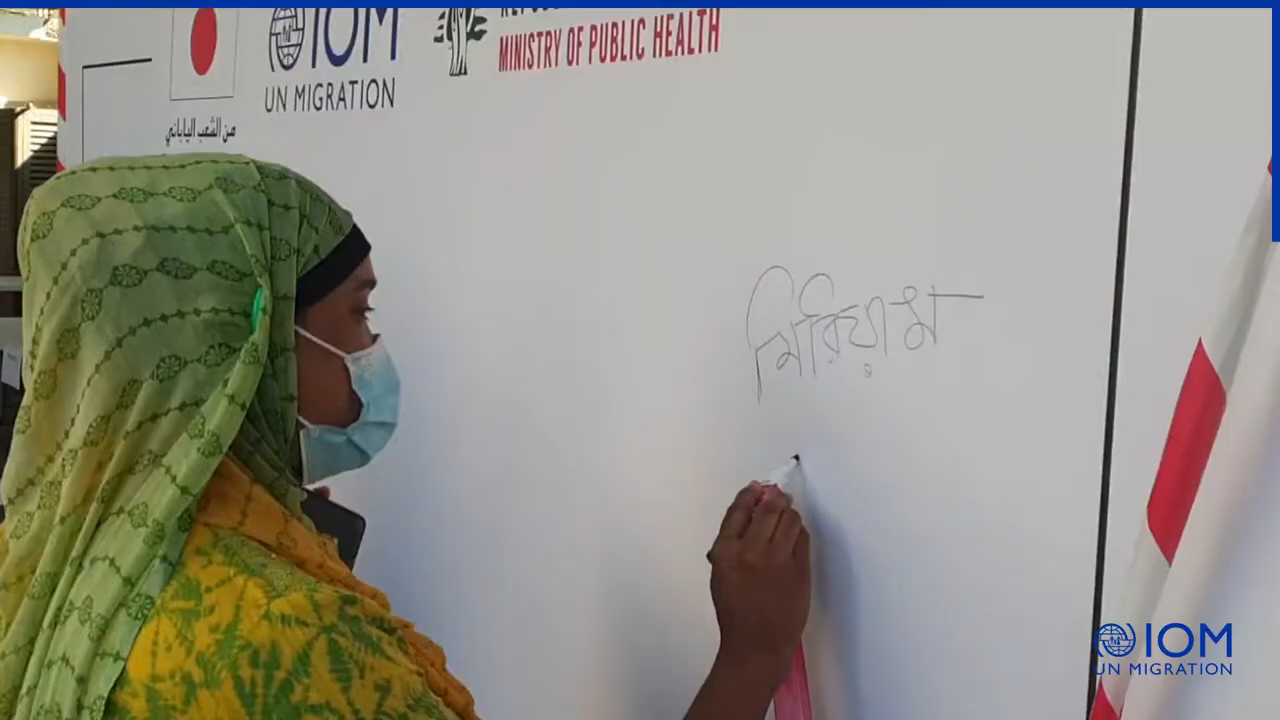 IOM
UN MIGRATION
MINISTRY OF PUBLIC HEALTH
من الشعب الياباني
মিরিয়াম
IOM
UN MIGRATION